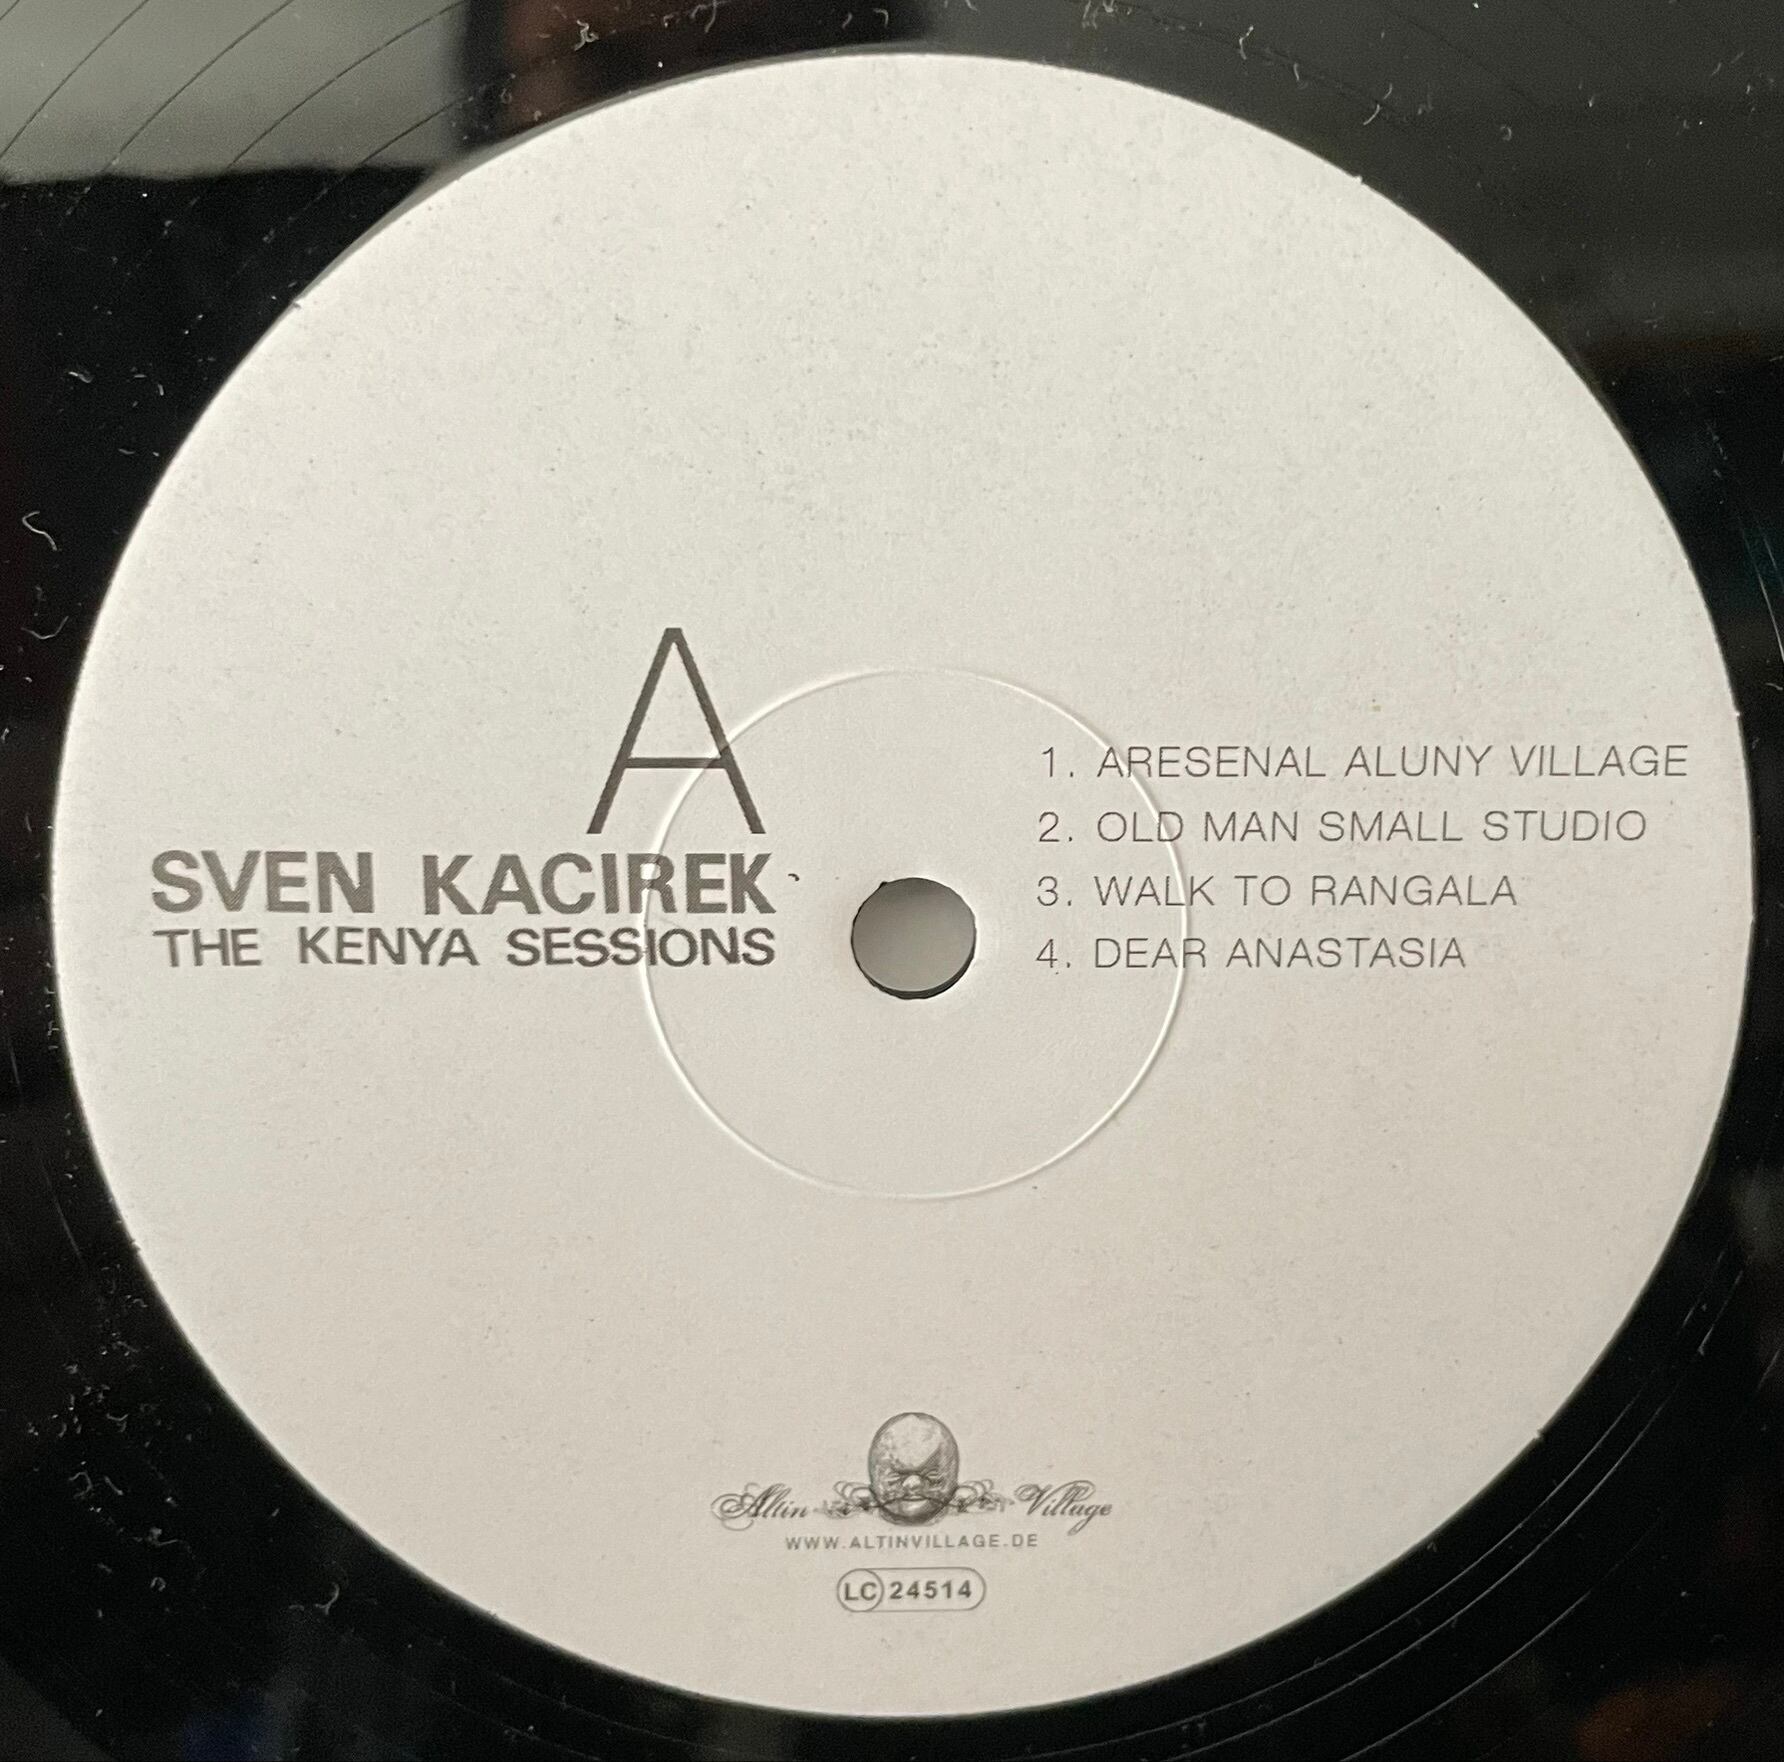 A
SVEN KACIREK
THE KENYA SESSIONS
1. ARESENAL ALUNY VILLAGE
2. OLD MAN SMALL STUDIO
3. WALK TO RANGALA
4. DEAR ANASTASIA
Altin Village
WWW.ALTINVILLAGE.DE
LC 24514